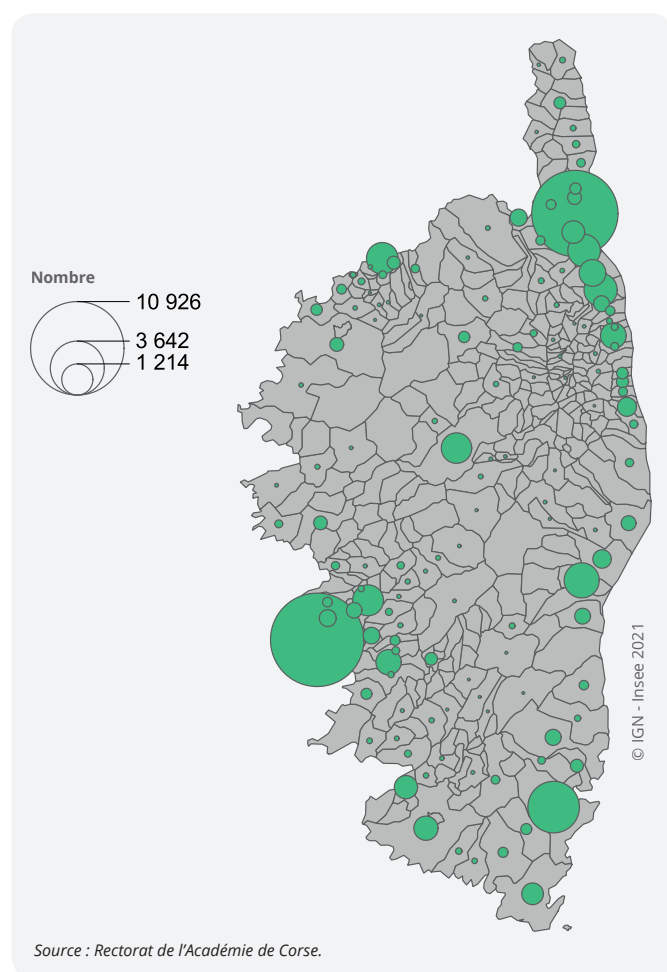 Nombre
10 926
3 642
1 214
© IGN - Insee 2021
Source : Rectorat de l’Académie de Corse.